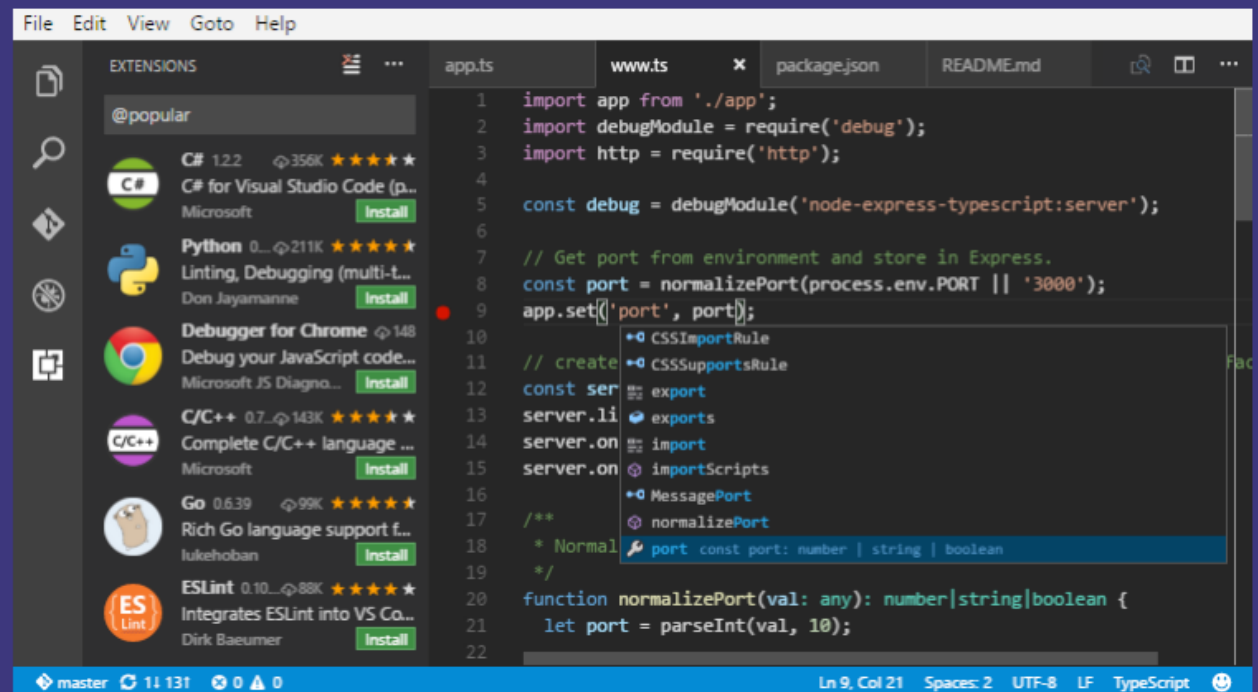 File Edit View Goto Help
EXTENSIONS ...
@popular
C# 1.2.2 356K
C# for Visual Studio Code (p...
Microsoft Install
Python 0.... 211K
Linting, Debugging (multi-t...
Don Jayamanne Install
Debugger for Chrome 148
Debug your JavaScript code...
Microsoft JS Diagno... Install
C/C++ 0.7... 143K
C/C++
Complete C/C++ language ...
Microsoft Install
Go 0.6.39 99K
Rich Go language support f...
lukehoban Install
ESLint 0.10.... 88K
{ES}
Lint
Integrates ESLint into VS Co...
Dirk Baeumer Install
app.ts www.ts × package.json README.md ...
1 import app from './app';
2 import debugModule = require('debug');
3 import http = require('http');
4
5 const debug = debugModule('node-express-typescript:server');
6
7 // Get port from environment and store in Express.
8 const port = normalizePort(process.env.PORT || '3000');
9 app.set('port', port);
10
11 // create Fac
12 const ser
13 server.li
14 server.on
15 server.on
16
17 /**
18 * Normal
19 */
20 function normalizePort(val: any): number|string|boolean {
21 let port = parseInt(val, 10);
22
CSSImportRule
CSSSupportsRule
export
exports
import
importScripts
MessagePort
normalizePort
port const port: number | string | boolean
master 1↓ 13↑ 0 0 Ln 9, Col 21 Spaces: 2 UTF-8 LF TypeScript